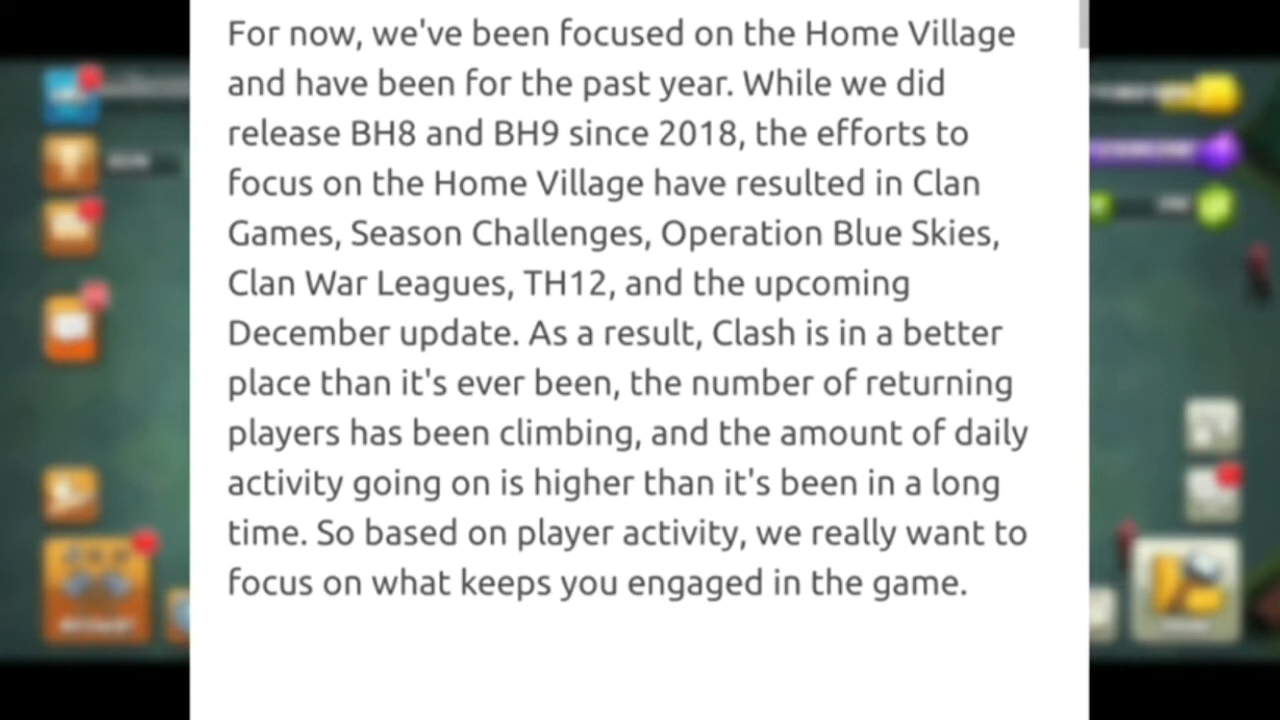 For now, we've been focused on the Home Village
and have been for the past year. While we did
release BH8 and BH9 since 2018, the efforts to
focus on the Home Village have resulted in Clan
Games, Season Challenges, Operation Blue Skies,
Clan War Leagues, TH12, and the upcoming
December update. As a result, Clash is in a better
place than it's ever been, the number of returning
players has been climbing, and the amount of daily
activity going on is higher than it's been in a long
time. So based on player activity, we really want to
focus on what keeps you engaged in the game.